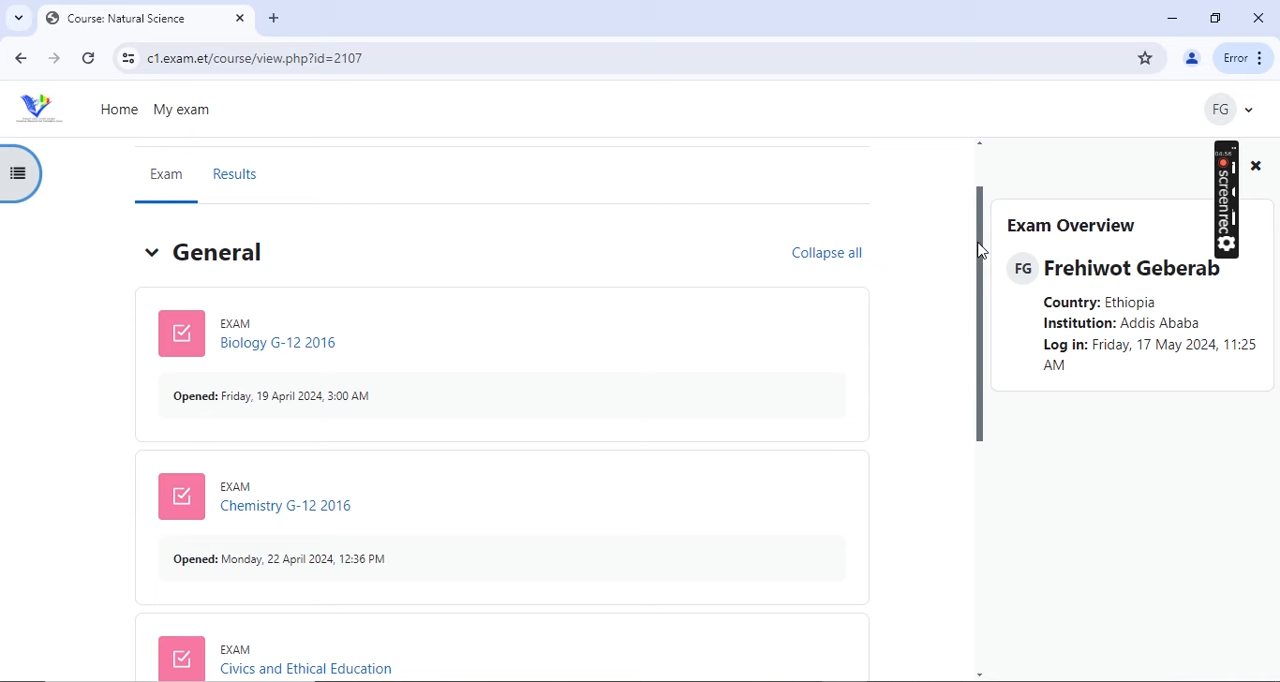 Course: Natural Science
c1.exam.et/course/view.php?id=2107
Error
Home My exam
FG
Exam Results
General
Collapse all
EXAM
Biology G-12 2016
Opened: Friday, 19 April 2024, 3:00 AM
EXAM
Chemistry G-12 2016
Opened: Monday, 22 April 2024, 12:36 PM
EXAM
Civics and Ethical Education
04:58
screenrec
Exam Overview
FG Frehiwot Geberab
Country: Ethiopia
Institution: Addis Ababa
Log in: Friday, 17 May 2024, 11:25
AM